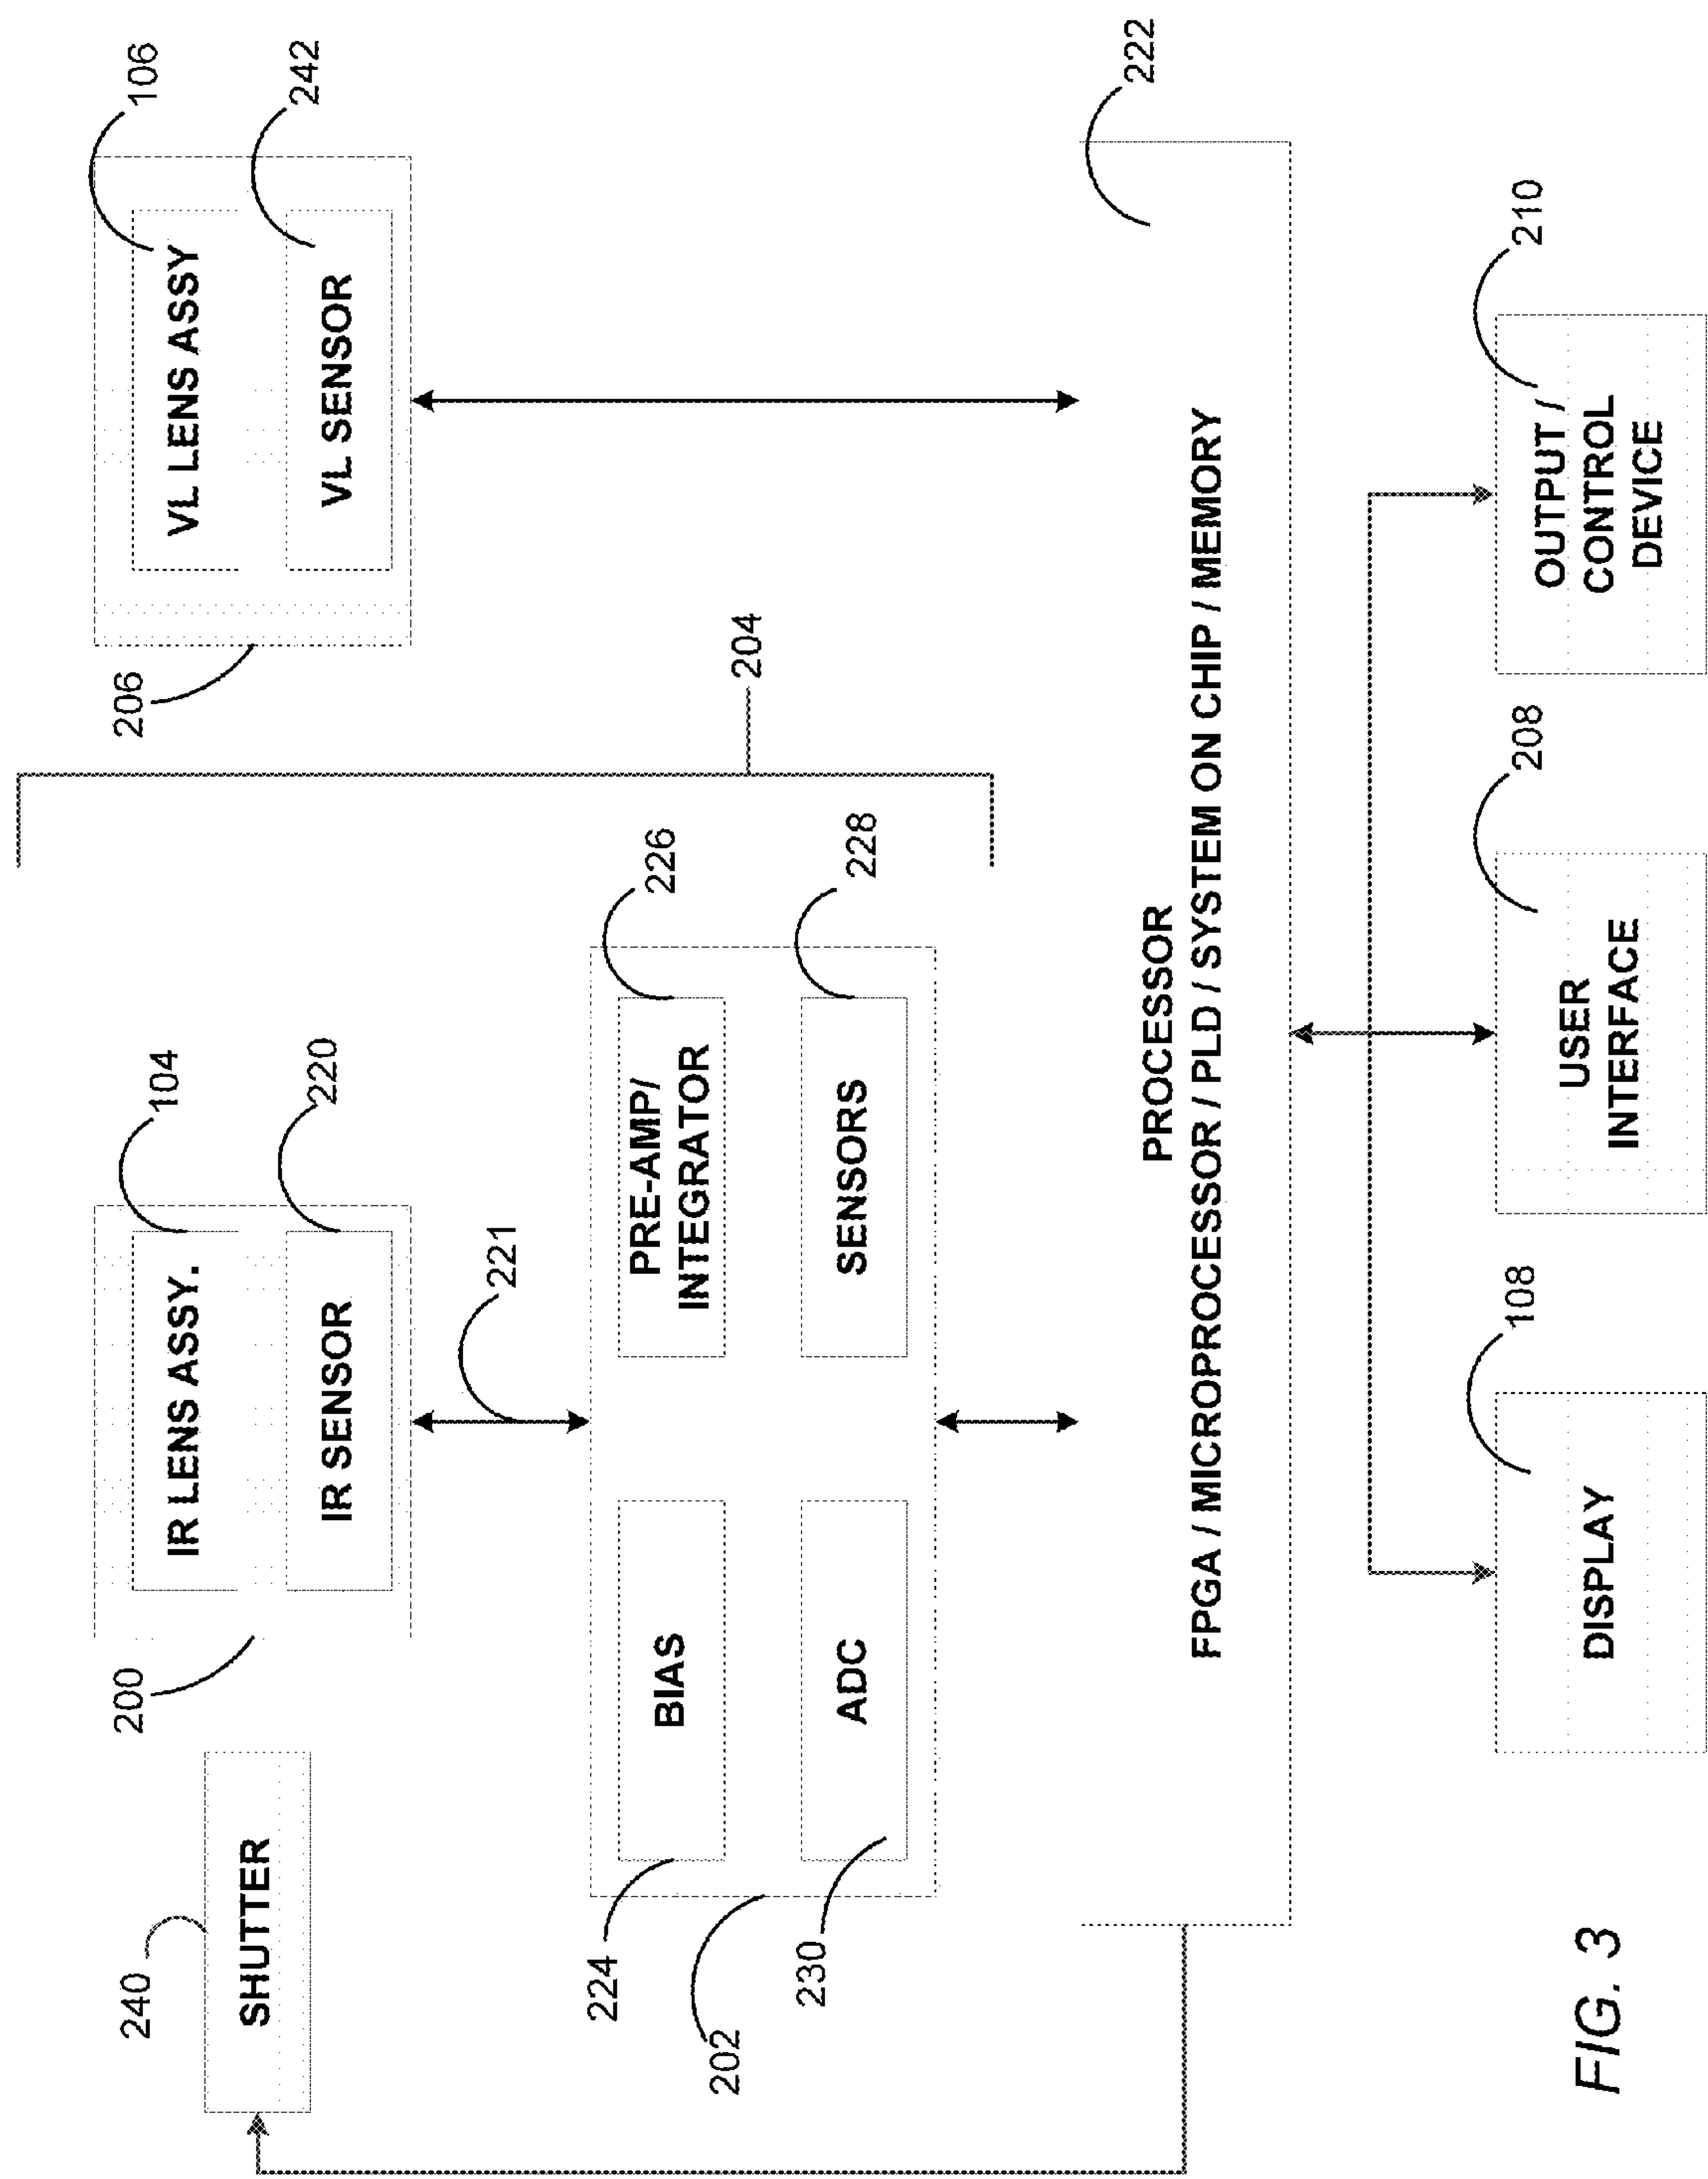 240
SHUTTER
200
IR LENS ASSY.
104
IR SENSOR
220
206
VL LENS ASSY
106
VL SENSOR
242
221
204
224
BIAS
PRE-AMP/
INTEGRATOR
226
230
ADC
SENSORS
228
202
PROCESSOR
FPGA / MICROPROCESSOR / PLD / SYSTEM ON CHIP / MEMORY
222
DISPLAY
108
USER
INTERFACE
208
OUTPUT /
CONTROL
DEVICE
210
FIG. 3